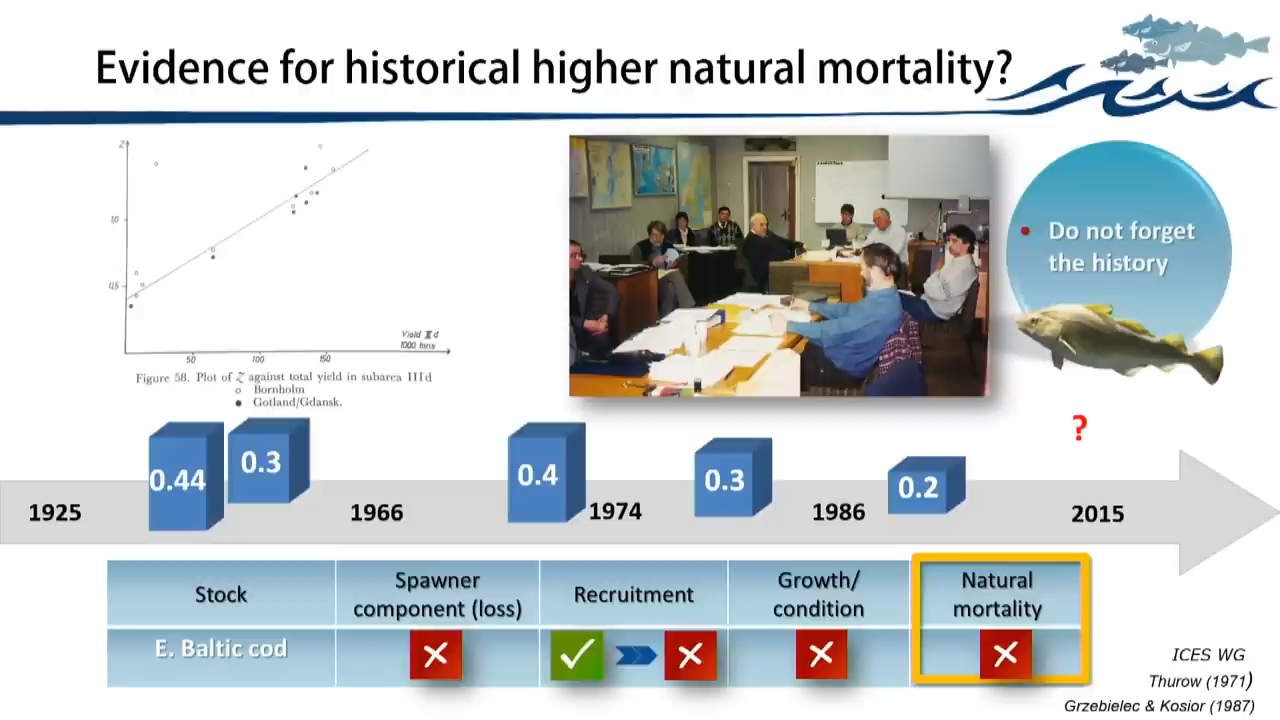 Evidence for historical higher natural mortality?
Z
1,0
0,5
50
100
150
Yield III d
1000 tons
Figure 58. Plot of Z against total yield in subarea IIId
Bornholm
Gotland/Gdansk.
Do not forget
the history
?
0.44
0.3
0.4
0.3
0.2
1925
1966
1974
1986
2015
Stock
Spawner
component (loss)
Recruitment
Growth/
condition
Natural
mortality
E. Baltic cod
ICES WG
Thurow (1971)
Grzebielec & Kosior (1987)